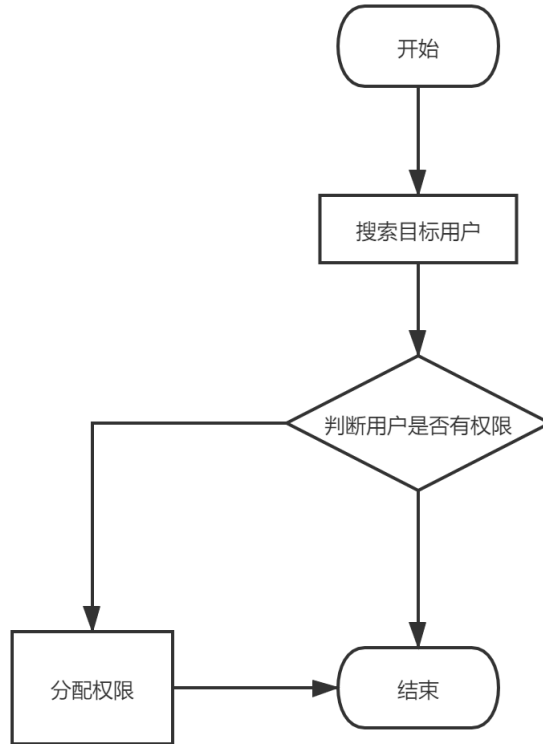 开始
搜索目标用户
判断用户是否有权限
分配权限
结束